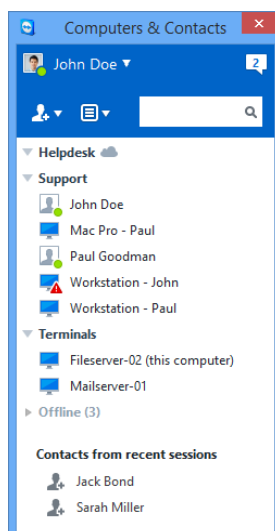 Computers & Contacts
John Doe
2
Helpdesk
Support
John Doe
Mac Pro - Paul
Paul Goodman
Workstation - John
Workstation - Paul
Terminals
Fileserver-02 (this computer)
Mailserver-01
Offline (3)
Contacts from recent sessions
Jack Bond
Sarah Miller